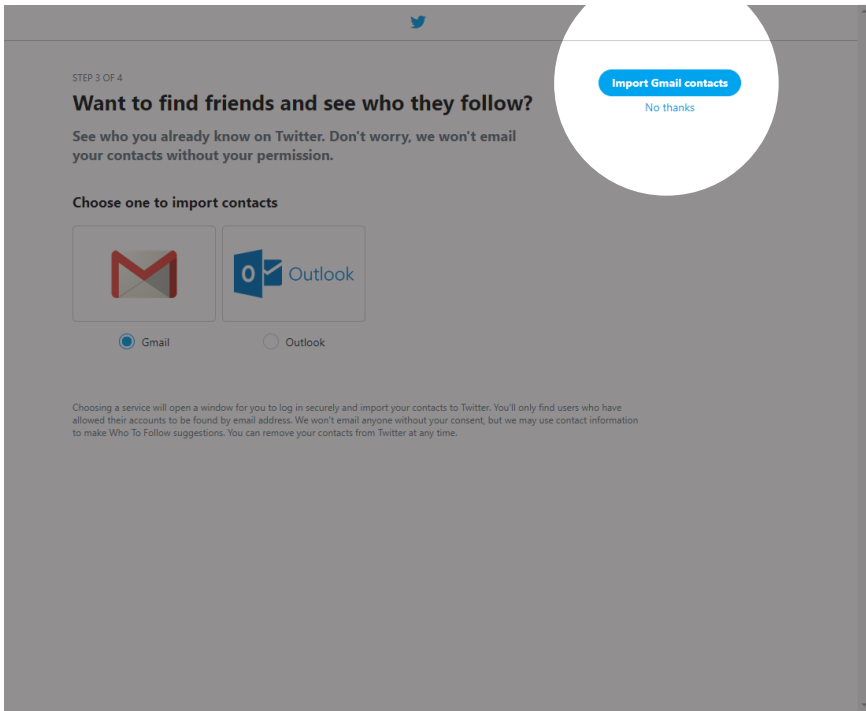 STEP 3 OF 4
Want to find friends and see who they follow?
See who you already know on Twitter. Don't worry, we won't email
your contacts without your permission.
Import Gmail contacts
No thanks
Choose one to import contacts
Outlook
Gmail
Outlook
Choosing a service will open a window for you to log in securely and import your contacts to Twitter. You'll only find users who have
allowed their accounts to be found by email address. We won't email anyone without your consent, but we may use contact information
to make Who To Follow suggestions. You can remove your contacts from Twitter at any time.